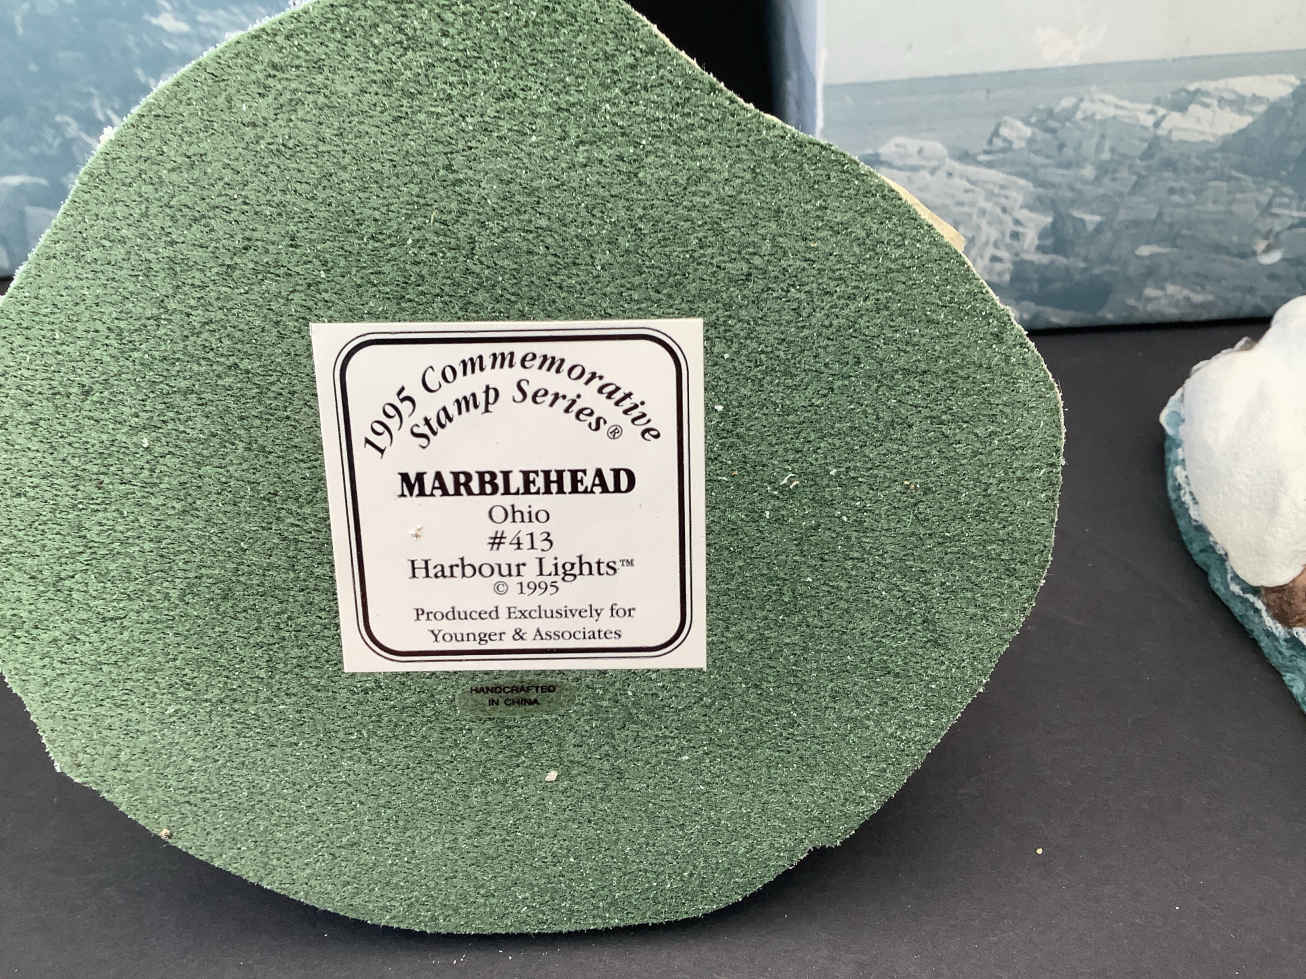 1995 Commemorative
Stamp Series®
MARBLEHEAD
Ohio
#413
Harbour Lights™
© 1995
Produced Exclusively for
Younger & Associates
HANDCRAFTED
IN CHINA